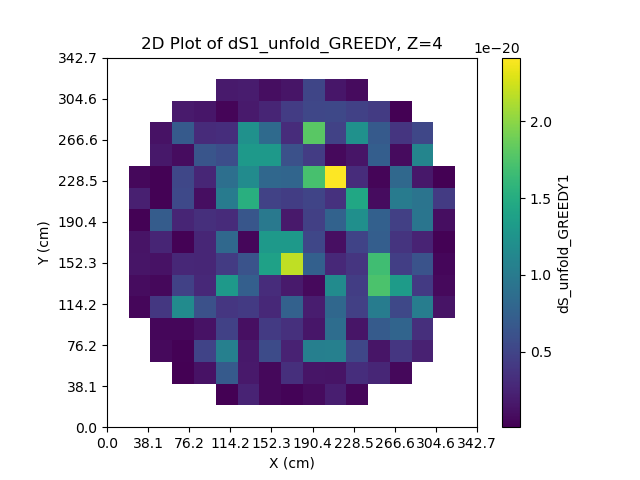 2D Plot of dS1_unfold_GREEDY, Z=4
1e−20
342.7
304.6
266.6
228.5
190.4
152.3
114.2
76.2
38.1
0.0
Y (cm)
0.0 38.1 76.2 114.2 152.3 190.4 228.5 266.6 304.6 342.7
X (cm)
2.0
1.5
1.0
0.5
dS_unfold_GREEDY1